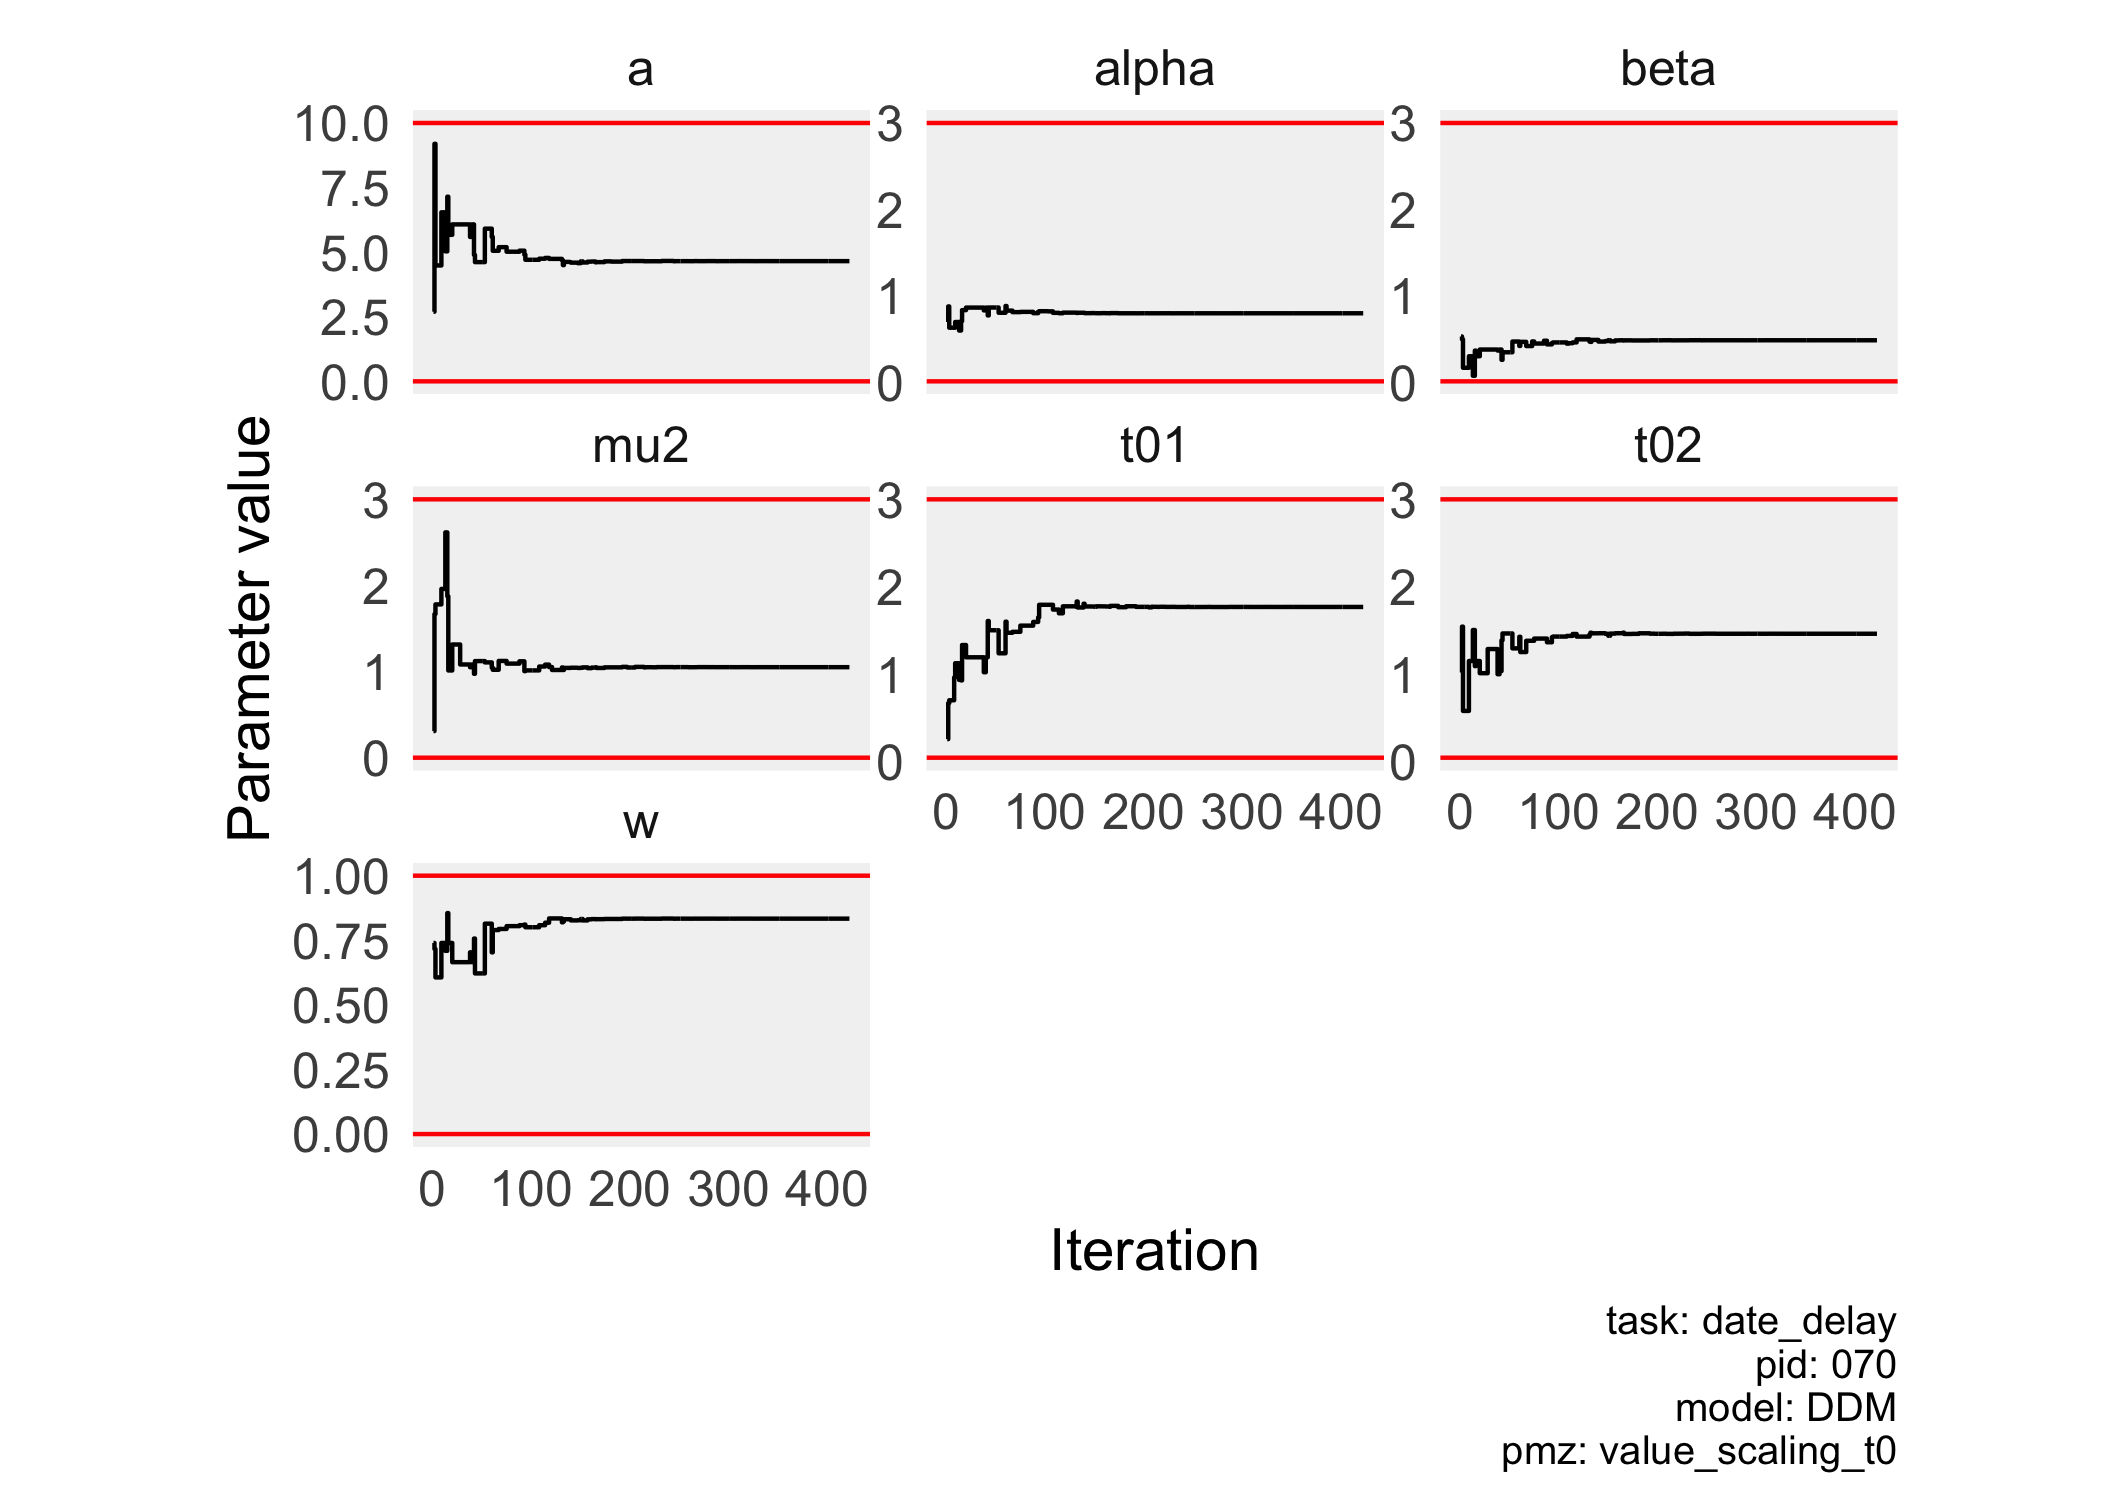 a alpha beta
10.0 3 3
7.5 2 2
5.0 1 1
2.5 0 0
0.0
mu2 t01 t02
3 3 3
2 2 2
1 1 1
0 0 0
0 100 200 300 400 0 100 200 300 400
w
1.00
0.75
0.50
0.25
0.00
0 100 200 300 400
Parameter value
Iteration
task: date_delay
pid: 070
model: DDM
pmz: value_scaling_t0